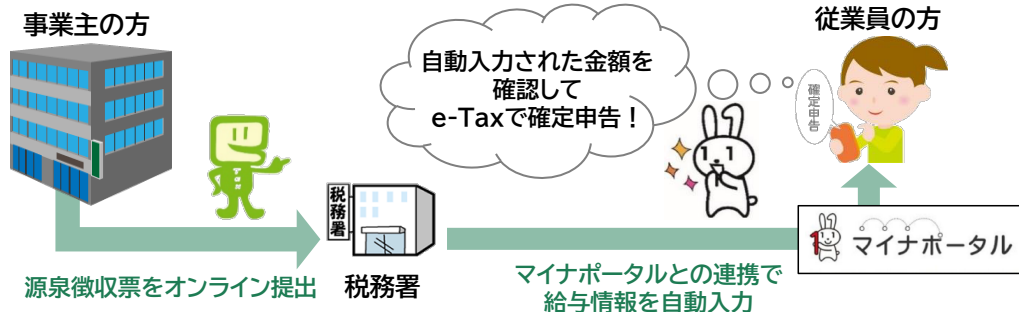 事業主の方
従業員の方
自動入力された金額を
確認して
e-Taxで確定申告！
確定申告
税務署
マイナポータル
源泉徴収票をオンライン提出
税務署
マイナポータルとの連携で
給与情報を自動入力